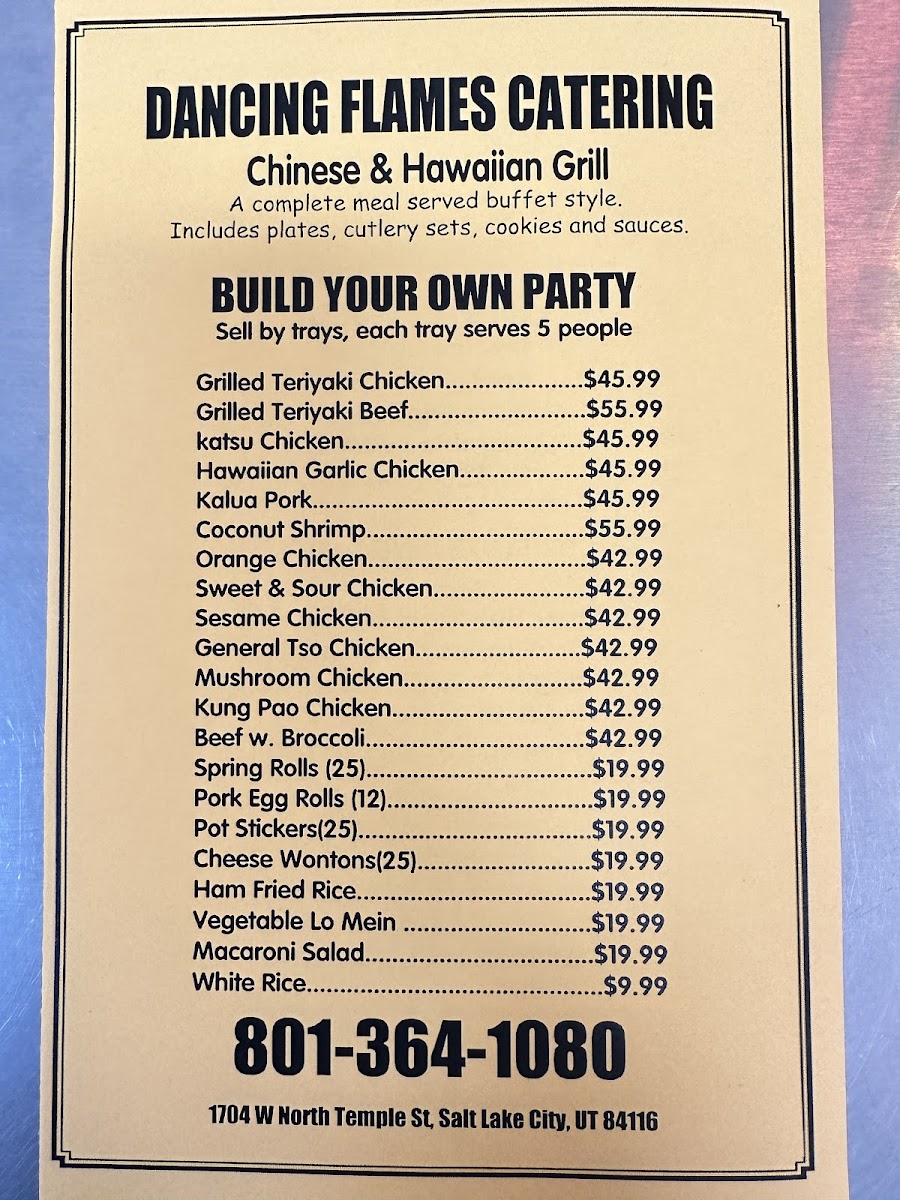 DANCING FLAMES CATERING
Chinese & Hawaiian Grill
A complete meal served buffet style.
Includes plates, cutlery sets, cookies and sauces.
BUILD YOUR OWN PARTY
Sell by trays, each tray serves 5 people
Grilled Teriyaki Chicken.....................$45.99
Grilled Teriyaki Beef..........................$55.99
katsu Chicken...................................$45.99
Hawaiian Garlic Chicken..................$45.99
Kalua Pork.......................................$45.99
Coconut Shrimp................................$55.99
Orange Chicken................................$42.99
Sweet & Sour Chicken......................$42.99
Sesame Chicken...............................$42.99
General Tso Chicken........................$42.99
Mushroom Chicken..........................$42.99
Kung Pao Chicken............................$42.99
Beef w. Broccoli................................$42.99
Spring Rolls (25).................................$19.99
Pork Egg Rolls (12)..............................$19.99
Pot Stickers(25)..................................$19.99
Cheese Wontons(25).........................$19.99
Ham Fried Rice..................................$19.99
Vegetable Lo Mein ............................$19.99
Macaroni Salad..................................$19.99
White Rice...........................................$9.99
801-364-1080
1704 W North Temple St, Salt Lake City, UT 84116